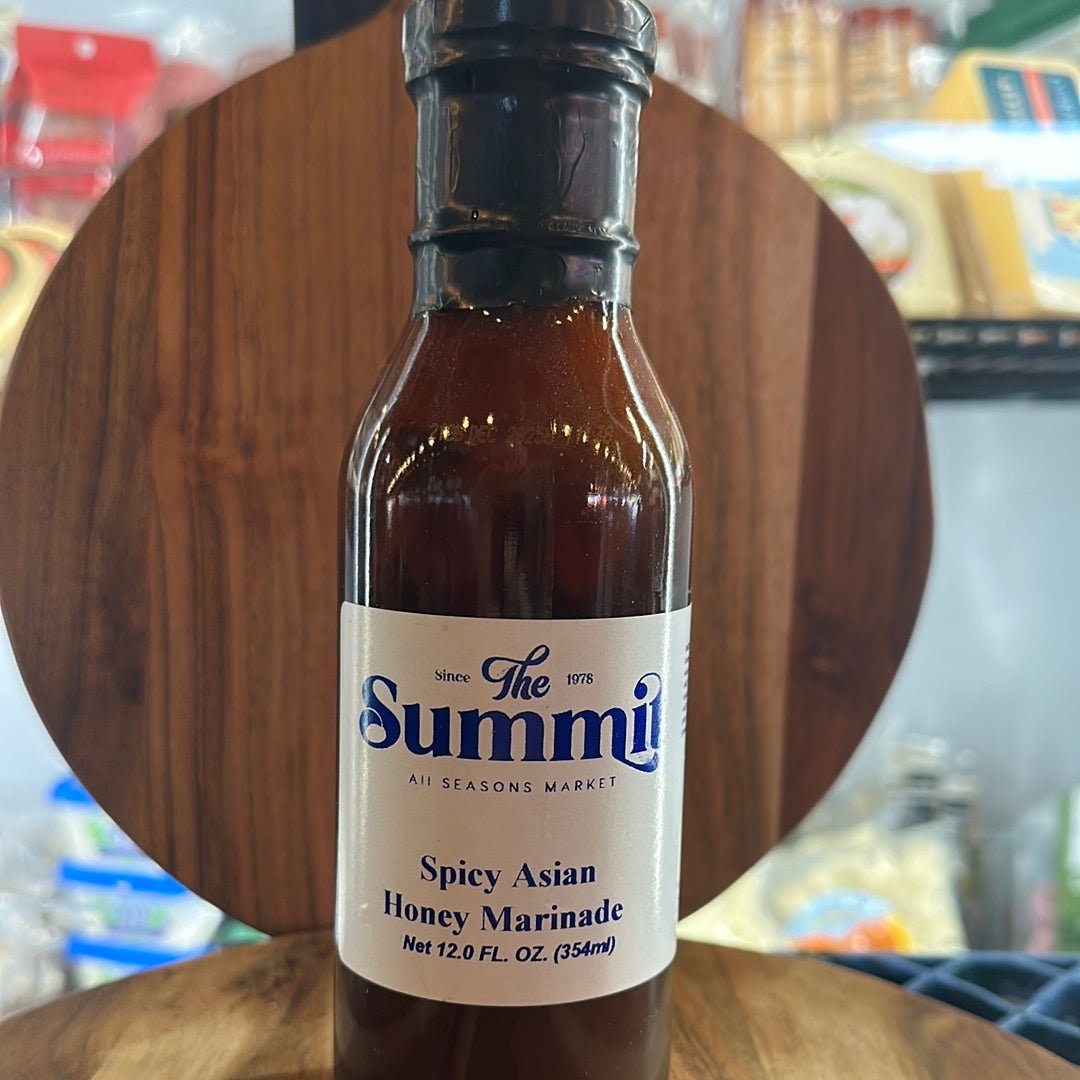 Since The 1978
Summit
All SEASONS MARKET
Spicy Asian
Honey Marinade
Net 12.0 FL. OZ. (354ml)